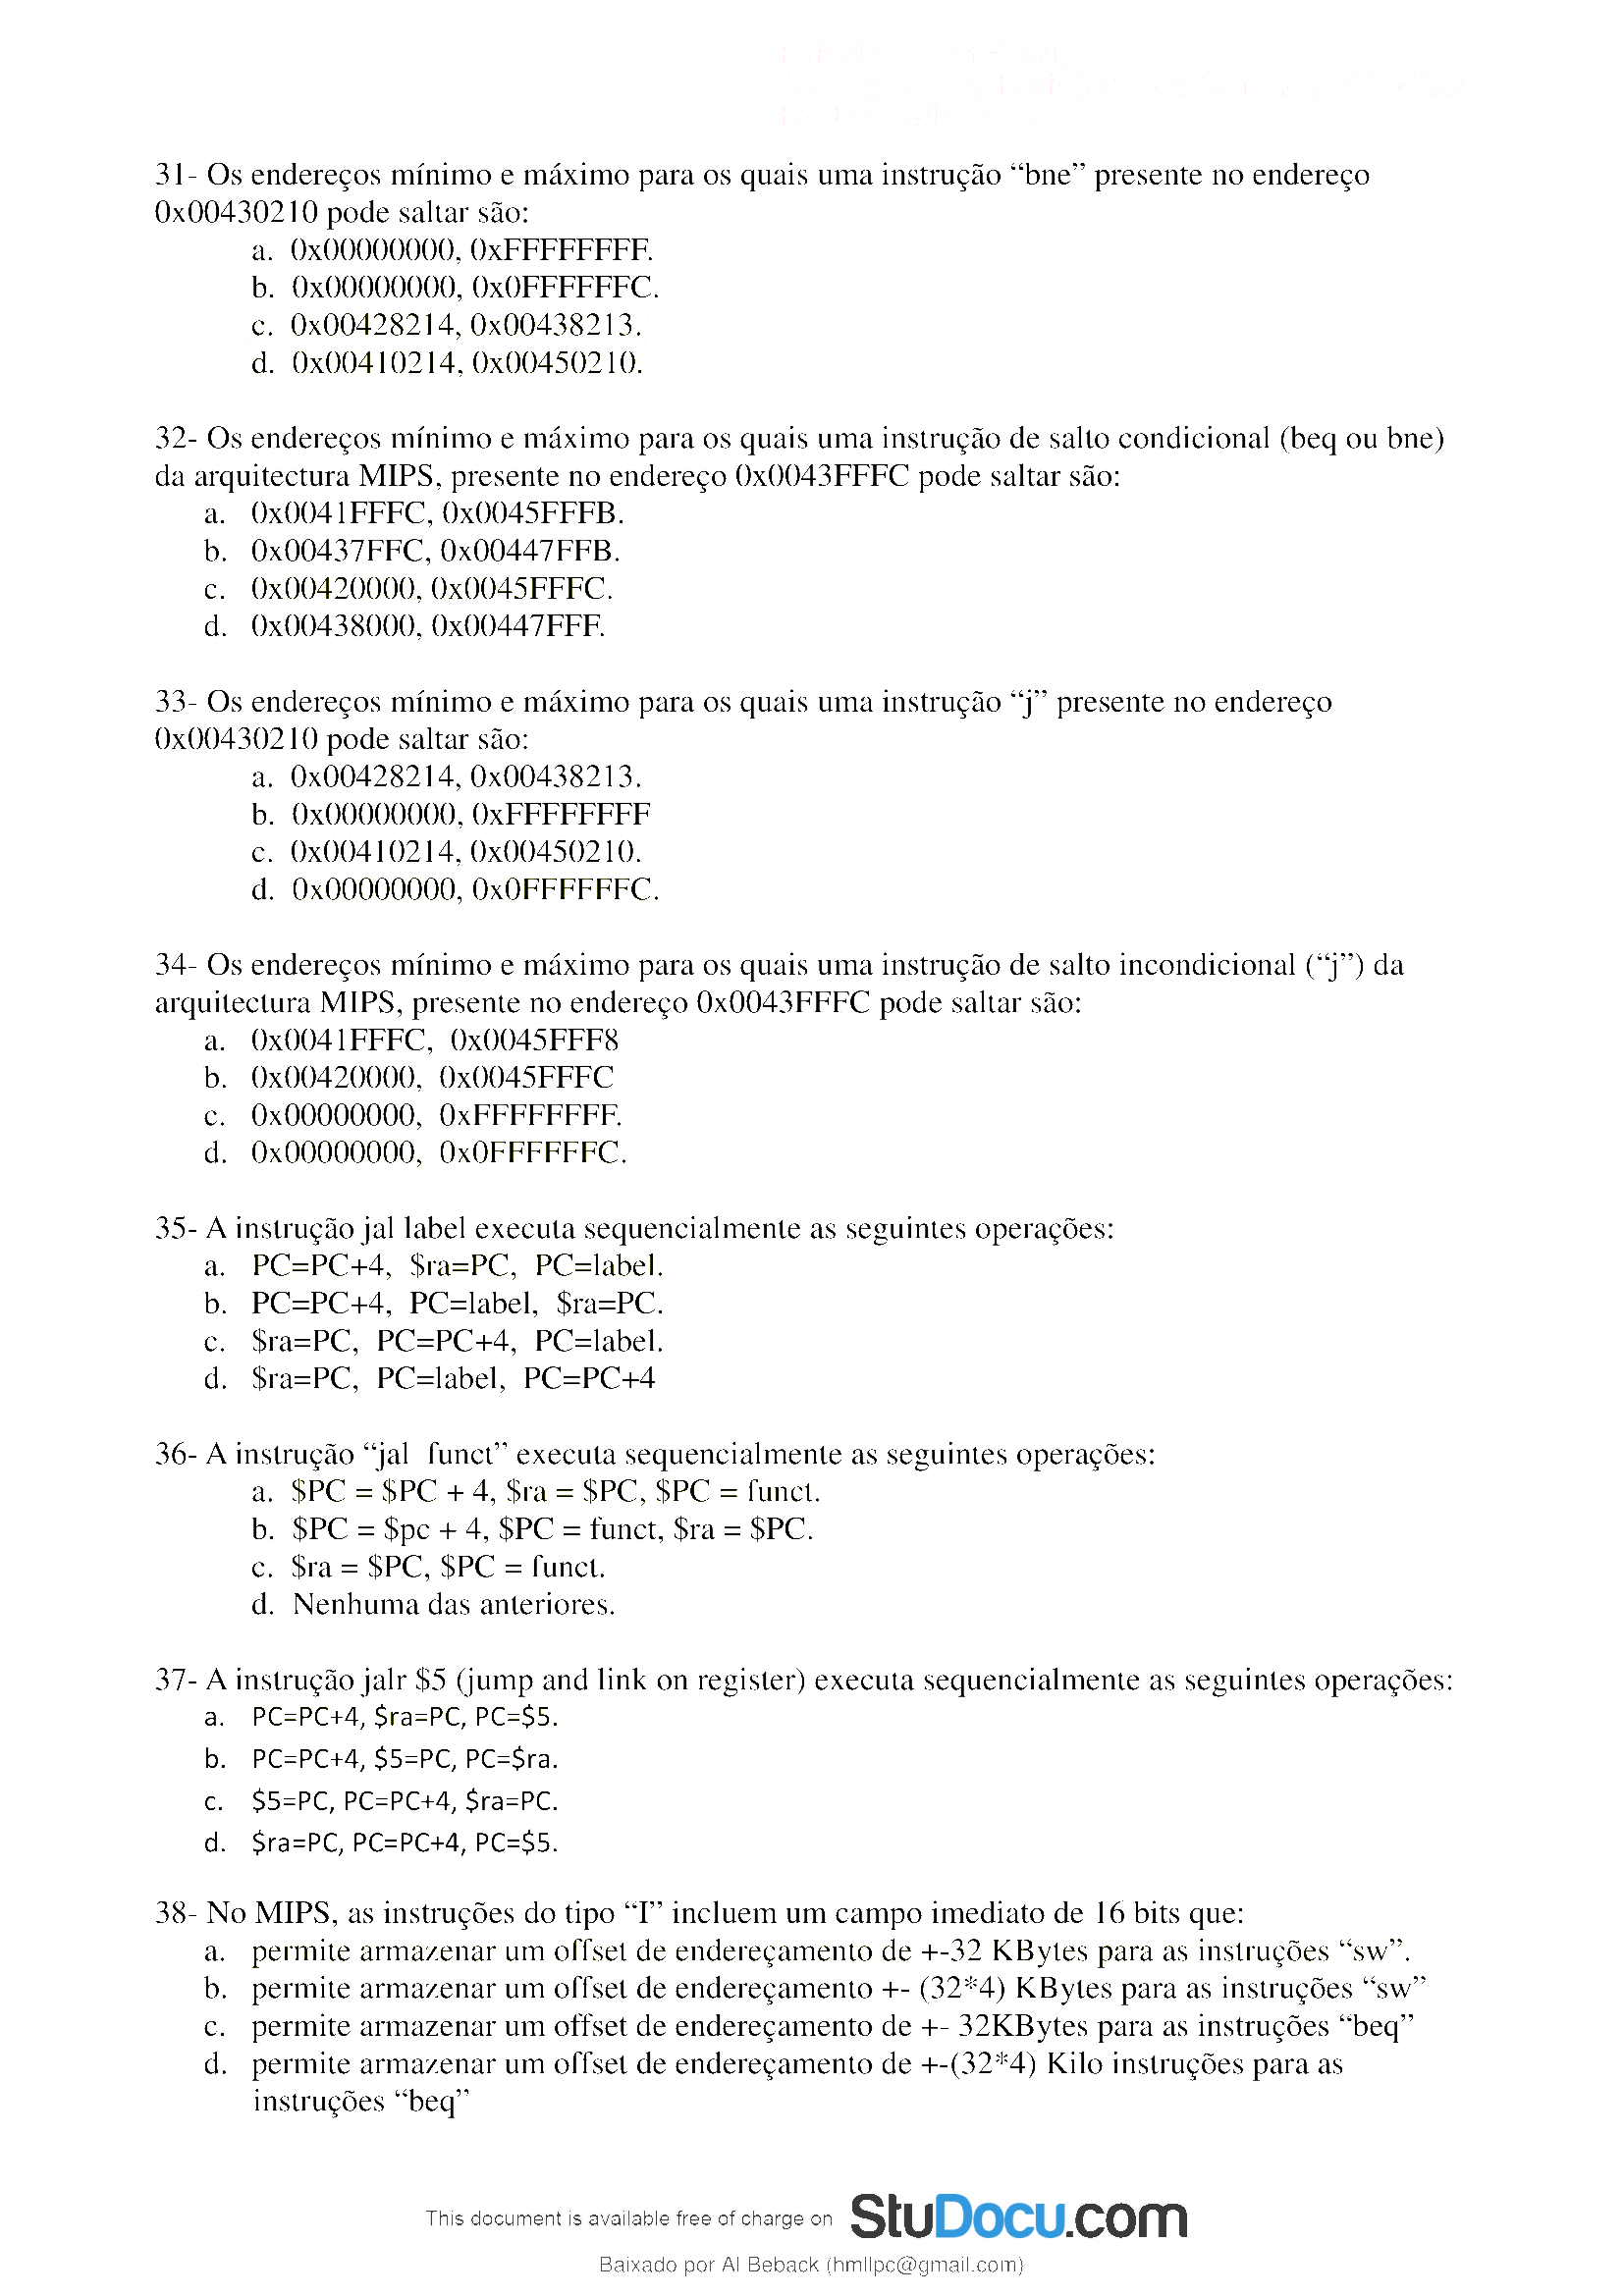 31- Os endereços mínimo e máximo para os quais uma instrução “bne” presente no endereço
0x00430210 pode saltar são:
a. 0x00000000, 0xFFFFFFFF.
b. 0x00000000, 0x0FFFFFFC.
c. 0x00428214, 0x00438213.
d. 0x00410214, 0x00450210.
32- Os endereços mínimo e máximo para os quais uma instrução de salto condicional (beq ou bne)
da arquitectura MIPS, presente no endereço 0x0043FFFC pode saltar são:
a. 0x0041FFFC, 0x0045FFFB.
b. 0x00437FFC, 0x00447FFB.
c. 0x00420000, 0x0045FFFC.
d. 0x00438000, 0x00447FFF.
33- Os endereços mínimo e máximo para os quais uma instrução “j” presente no endereço
0x00430210 pode saltar são:
a. 0x00428214, 0x00438213.
b. 0x00000000, 0xFFFFFFFF
c. 0x00410214, 0x00450210.
d. 0x00000000, 0x0FFFFFFC.
34- Os endereços mínimo e máximo para os quais uma instrução de salto incondicional (“j”) da
arquitectura MIPS, presente no endereço 0x0043FFFC pode saltar são:
a. 0x0041FFFC, 0x0045FFF8
b. 0x00420000, 0x0045FFFC
c. 0x00000000, 0xFFFFFFFF.
d. 0x00000000, 0x0FFFFFFC.
35- A instrução jal label executa sequencialmente as seguintes operações:
a. PC=PC+4, $ra=PC, PC=label.
b. PC=PC+4, PC=label, $ra=PC.
c. $ra=PC, PC=PC+4, PC=label.
d. $ra=PC, PC=label, PC=PC+4
36- A instrução “jal funct” executa sequencialmente as seguintes operações:
a. $PC = $PC + 4, $ra = $PC, $PC = funct.
b. $PC = $pc + 4, $PC = funct, $ra = $PC.
c. $ra = $PC, $PC = funct.
d. Nenhuma das anteriores.
37- A instrução jalr $5 (jump and link on register) executa sequencialmente as seguintes operações:
a. PC=PC+4, $ra=PC, PC=$5.
b. PC=PC+4, $5=PC, PC=$ra.
c. $5=PC, PC=PC+4, $ra=PC.
d. $ra=PC, PC=PC+4, PC=$5.
38- No MIPS, as instruções do tipo “I” incluem um campo imediato de 16 bits que:
a. permite armazenar um offset de endereçamento de +-32 KBytes para as instruções “sw”.
b. permite armazenar um offset de endereçamento +- (32*4) KBytes para as instruções “sw”
c. permite armazenar um offset de endereçamento de +- 32KBytes para as instruções “beq”
d. permite armazenar um offset de endereçamento de +-(32*4) Kilo instruções para as
instruções “beq”
This document is available free of charge on StuDocu.com
Baixado por Al Beback (hmllpc@gmail.com)